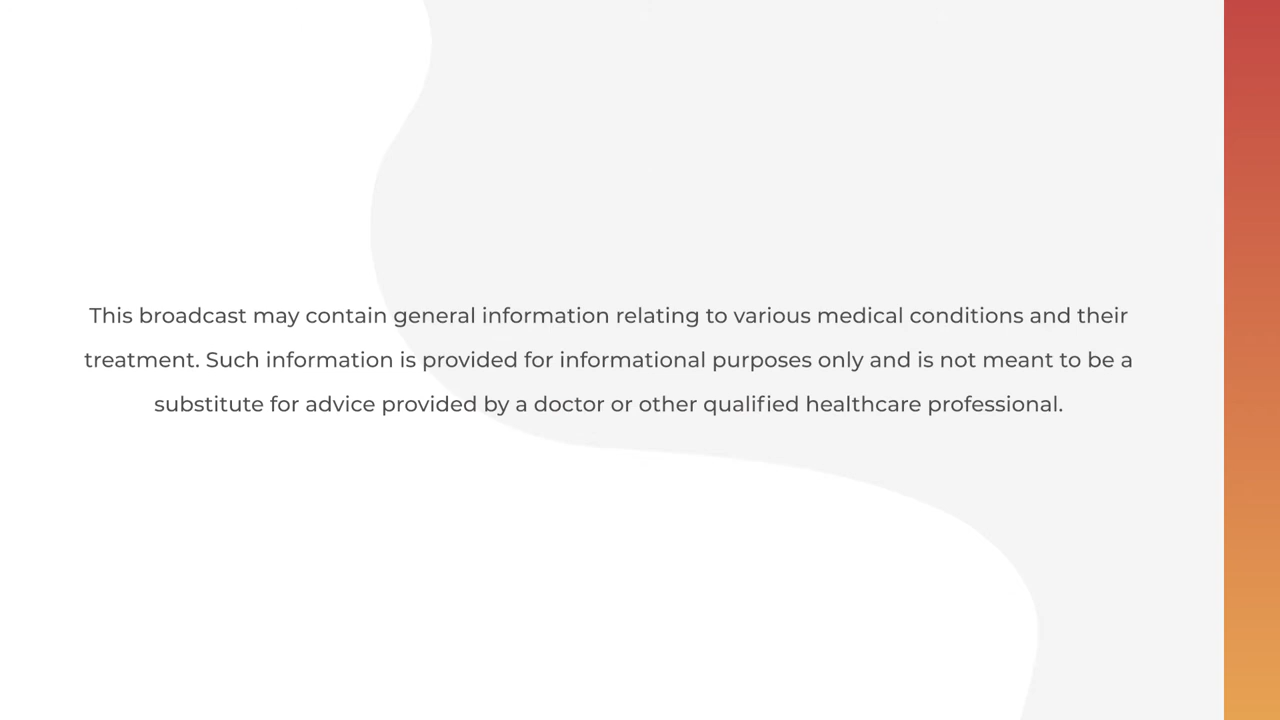 This broadcast may contain general information relating to various medical conditions and their
treatment. Such information is provided for informational purposes only and is not meant to be a
substitute for advice provided by a doctor or other qualified healthcare professional.